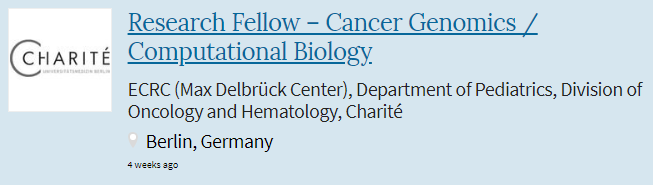 CHARITÉ
UNIVERSITÄTSMEDIZIN BERLIN
Research Fellow – Cancer Genomics /
Computational Biology
ECRC (Max Delbrück Center), Department of Pediatrics, Division of
Oncology and Hematology, Charité
Berlin, Germany
4 weeks ago